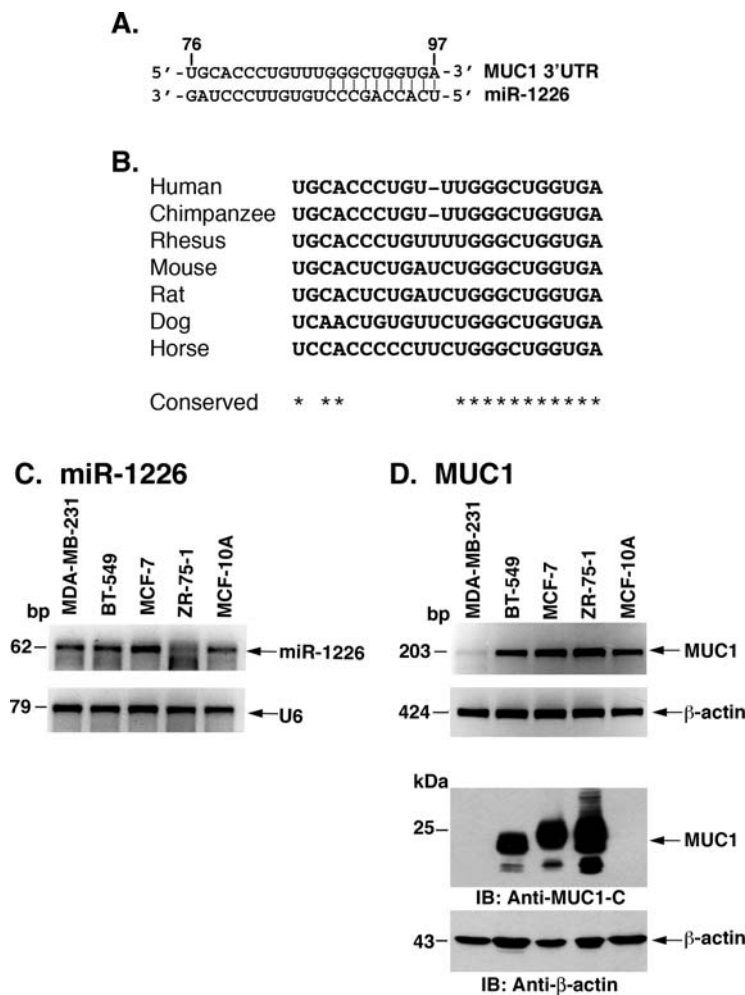 A.
76 97
5'-UGCACCCUGUUUGGGCUGGUGA-3' MUC1 3'UTR
3'-GAUCCCUUGUGUCCCGACCACU-5' miR-1226
B.
Human UGCACCCUGU-UUGGGCUGGUGA
Chimpanzee UGCACCCUGU-UUGGGCUGGUGA
Rhesus UGCACCCUGUUUUGGGCUGGUGA
Mouse UGCACUCUGAUCUGGGCUGGUGA
Rat UGCACUCUGAUCUGGGCUGGUGA
Dog UCAACUGUGUUCUGGGCUGGUGA
Horse UCCACCCCCUUCUGGGCUGGUGA
Conserved * ** ***********
C. miR-1226
MDA-MB-231
BT-549
MCF-7
ZR-75-1
MCF-10A
bp
62 miR-1226
79 U6
D. MUC1
MDA-MB-231
BT-549
MCF-7
ZR-75-1
MCF-10A
bp
203 MUC1
424 β-actin
kDa
25 MUC1
IB: Anti-MUC1-C
43 β-actin
IB: Anti-β-actin